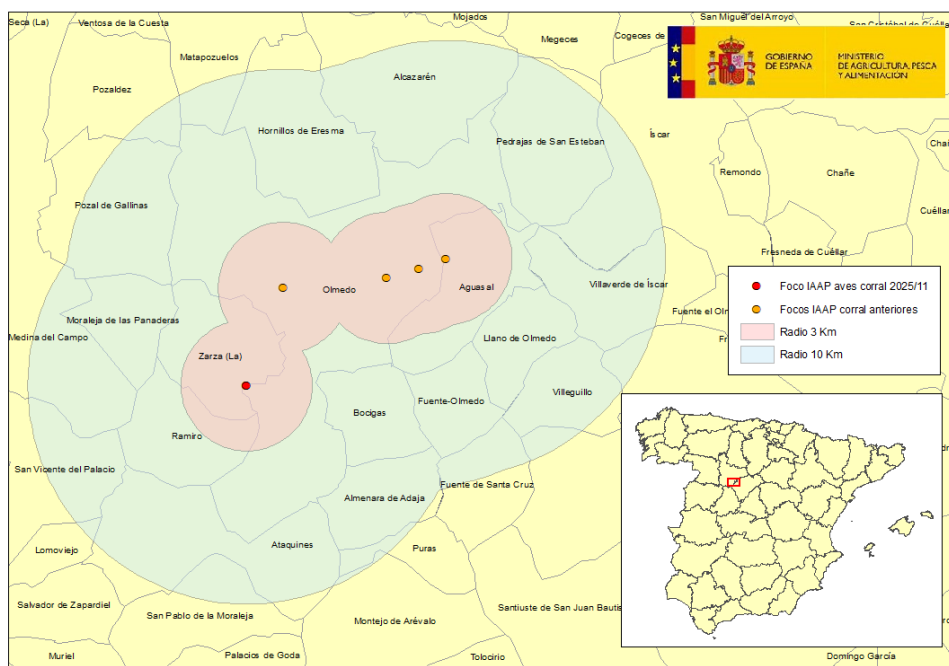 Seca (La)
Ventosa de la Cuesta
Mojados
San Miguel del Arroyo
San Cristóbal de Cuéllar
Matapozuelos
Megeces
Cogeces de
GOBIERNO
DE ESPAÑA
MINISTERIO
DE AGRICULTURA, PESCA
Y ALIMENTACIÓN
Pozaldez
Alcazarén
Hornillos de Eresma
Pedrajas de San Esteban
Íscar
Remondo
Chañe
Pozal de Gallinas
Cuéllar
Fresneda de Cuéllar
Olmedo
Aguasal
Villaverde de Íscar
Foco IAAP aves corral 2025/11
Focos IAAP corral anteriores
Radio 3 Km
Radio 10 Km
Fuente el Olm
Moraleja de las Panaderas
Medina del Campo
Llano de Olmedo
Zarza (La)
Villeguillo
Fuente-Olmedo
Bocigas
Ramiro
San Vicente del Palacio
Fuente de Santa Cruz
Almenara de Adaja
Ataquines
Puras
Lomoviejo
Salvador de Zapardiel
San Pablo de la Moraleja
Montejo de Arévalo
Santiuste de San Juan Bautis
Muriel
Palacios de Goda
Tolocirio
Domingo García